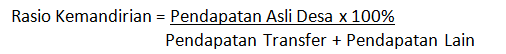 Rasio Kemandirian = Pendapatan Asli Desa x 100%
Pendapatan Transfer + Pendapatan Lain